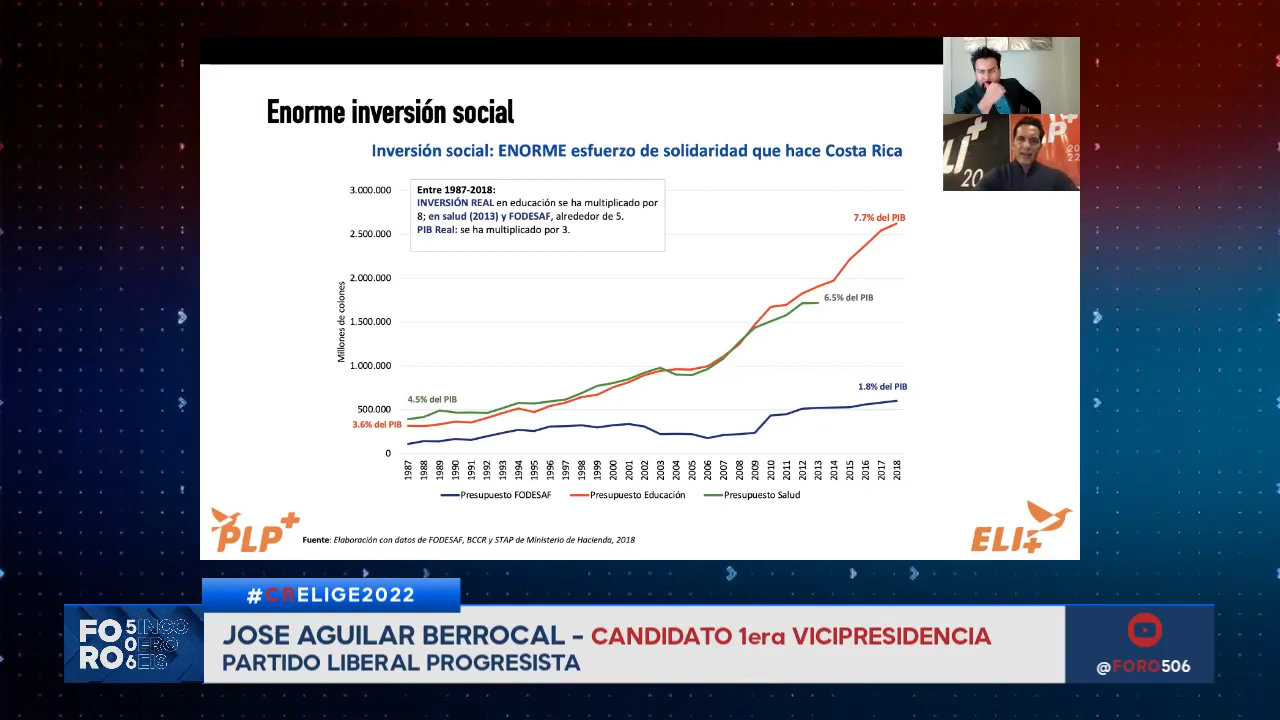 Enorme inversión social
Inversión social: ENORME esfuerzo de solidaridad que hace Costa Rica
Entre 1987-2018:
INVERSIÓN REAL en educación se ha multiplicado por
8; en salud (2013) y FODESAF, alrededor de 5.
PIB Real: se ha multiplicado por 3.
Millones de colones
3.000.000
2.500.000
2.000.000
1.500.000
1.000.000
500.000
0
7.7% del PIB
6.5% del PIB
1.8% del PIB
4.5% del PIB
3.6% del PIB
1987 1988 1989 1990 1991 1992 1993 1994 1995 1996 1997 1998 1999 2000 2001 2002 2003 2004 2005 2006 2007 2008 2009 2010 2011 2012 2013 2014 2015 2016 2017 2018
Presupuesto FODESAF Presupuesto Educación Presupuesto Salud
PLP+
Fuente: Elaboración con datos de FODESAF, BCCR y STAP de Ministerio de Hacienda, 2018
ELI+
#CRELIGE2022
JOSE AGUILAR BERROCAL – CANDIDATO 1era VICIPRESIDENCIA
PARTIDO LIBERAL PROGRESISTA
FORO
506
@FORO506